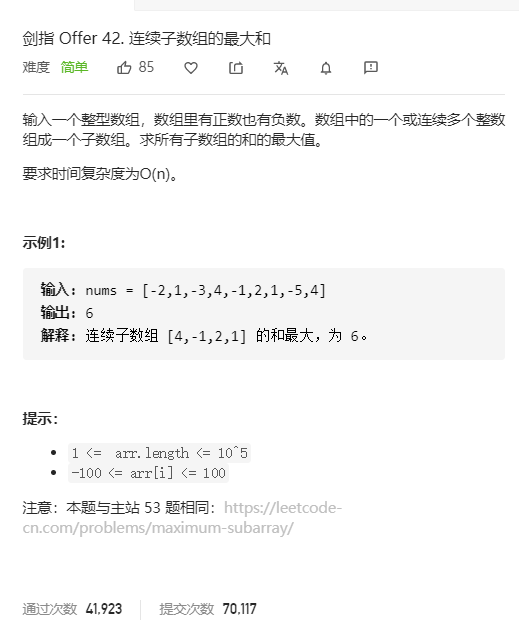 剑指 Offer 42. 连续子数组的最大和
难度 简单 85
输入一个整型数组，数组里有正数也有负数。数组中的一个或连续多个整数
组成一个子数组。求所有子数组的和的最大值。
要求时间复杂度为O(n)。
示例1:
输入: nums = [-2,1,-3,4,-1,2,1,-5,4]
输出: 6
解释: 连续子数组 [4,-1,2,1] 的和最大，为 6。
提示：
1 <= arr.length <= 10^5
-100 <= arr[i] <= 100
注意：本题与主站 53 题相同：https://leetcode-
cn.com/problems/maximum-subarray/
通过次数 41,923 提交次数 70,117